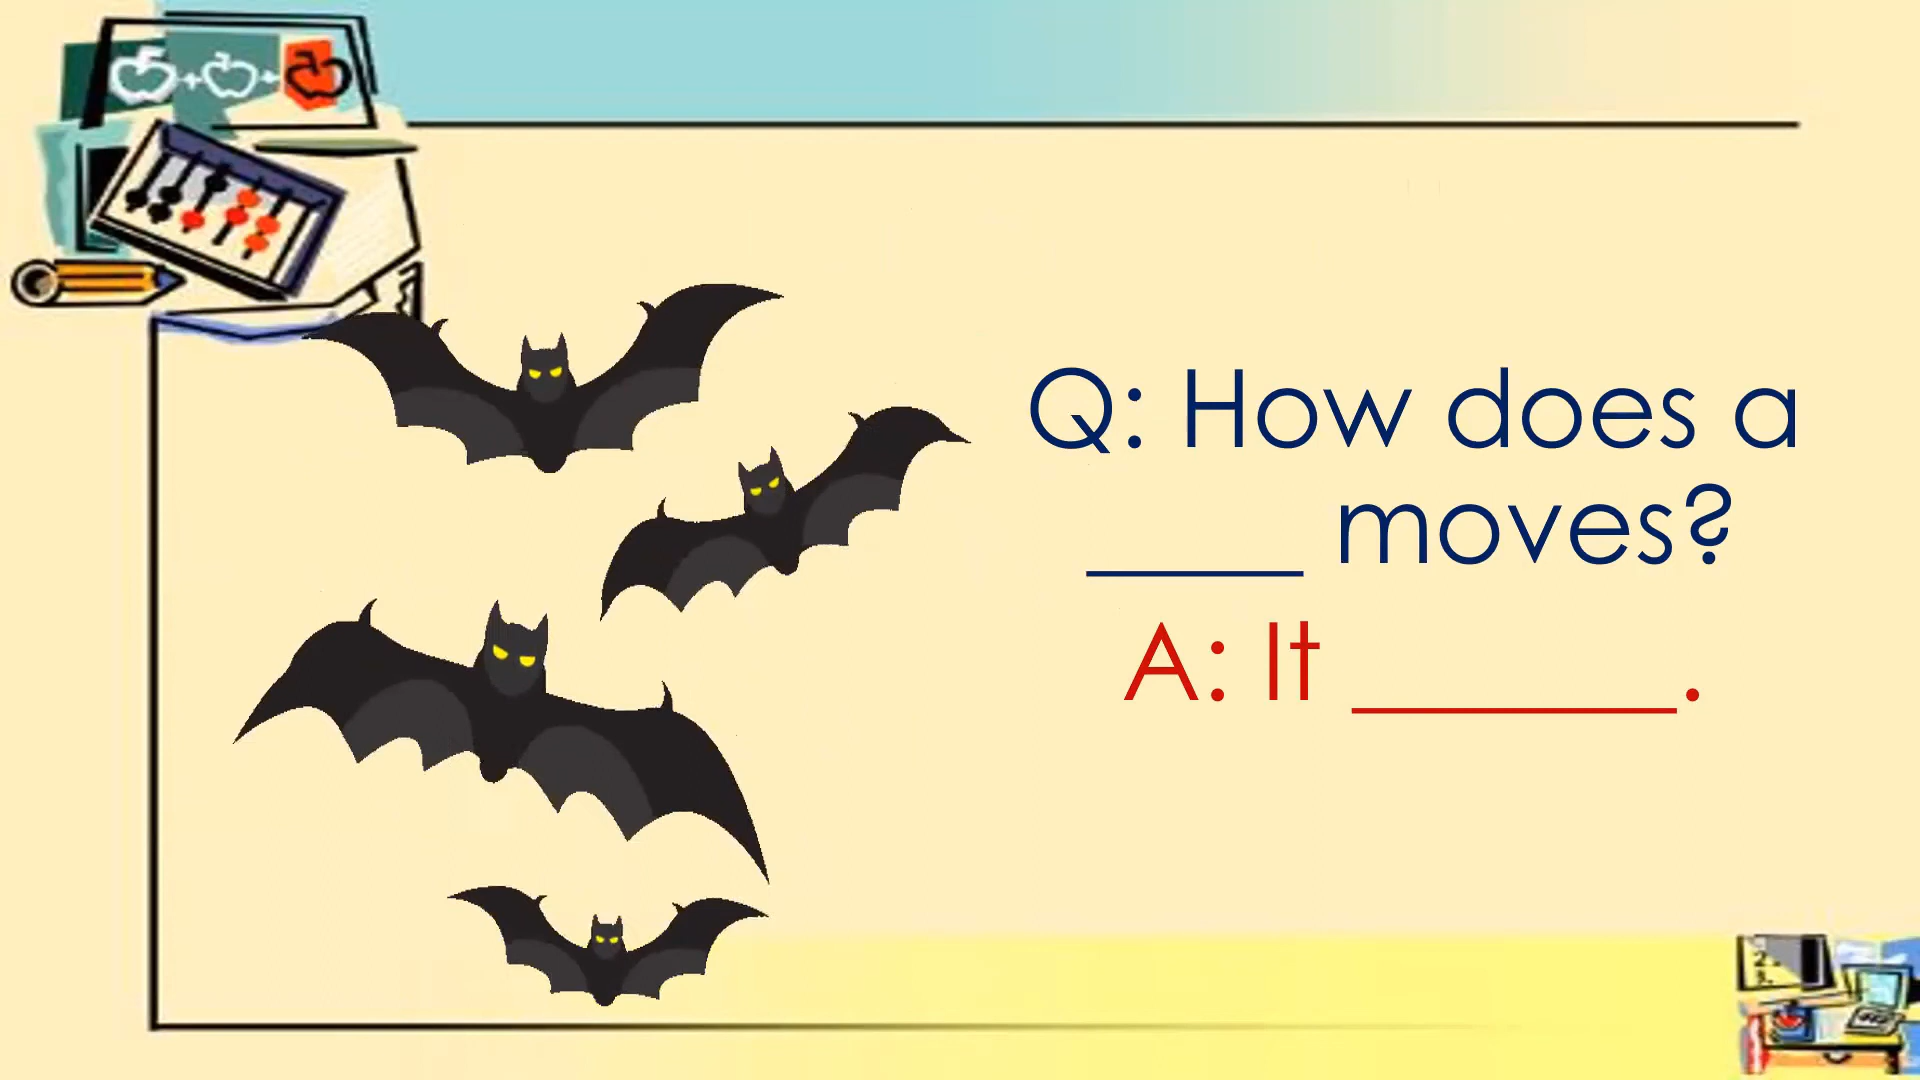 Q: How does a
____ moves?
A: It ______.